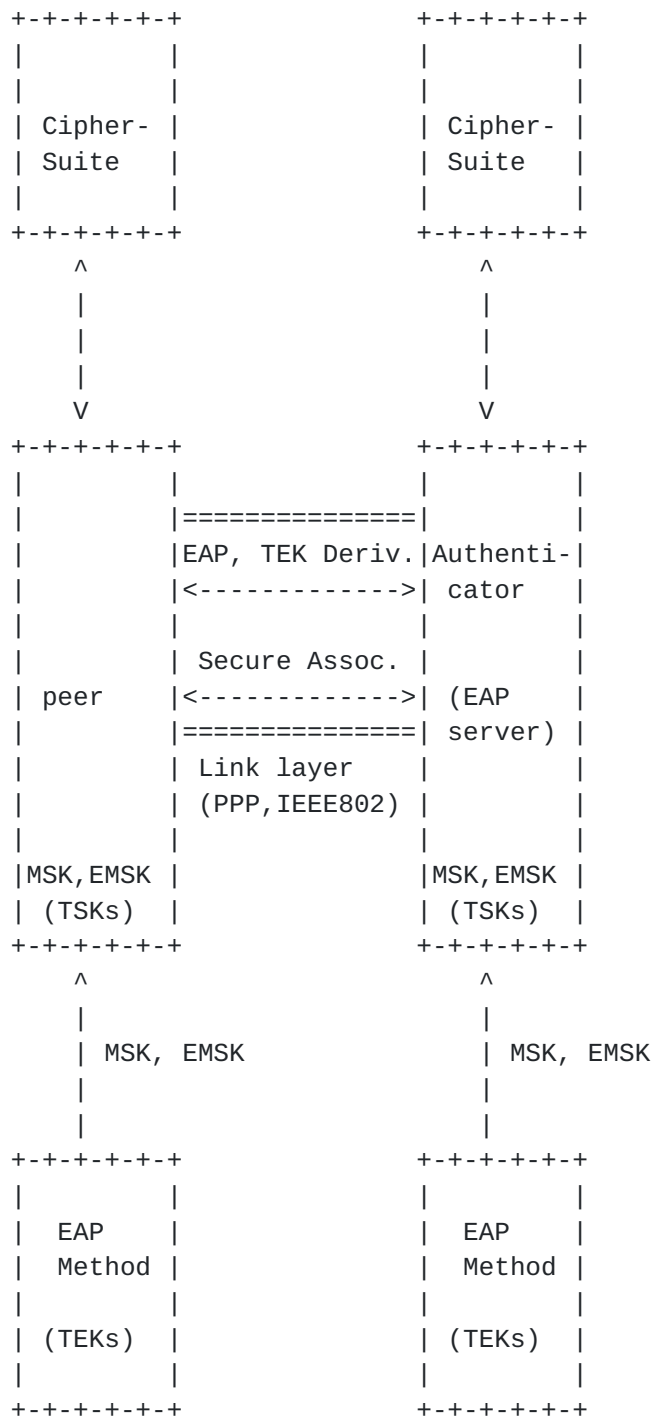 +-+-+-+-+-+               +-+-+-+-+-+
|         |               |         |
|         |               |         |
| Cipher- |               | Cipher- |
| Suite   |               | Suite   |
|         |               |         |
+-+-+-+-+-+               +-+-+-+-+-+
    ^                         ^
    |                         |
    |                         |
    |                         |
    V                         V
+-+-+-+-+-+               +-+-+-+-+-+
|         |               |         |
|         |===============|         |
|         |EAP, TEK Deriv.|Authenti-|
|         |<------------->| cator   |
|         |               |         |
|         | Secure Assoc. |         |
| peer    |<------------->| (EAP    |
|         |===============| server) |
|         | Link layer    |         |
|         | (PPP,IEEE802) |         |
|         |               |         |
|MSK,EMSK |               |MSK,EMSK |
| (TSKs)  |               | (TSKs)  |
+-+-+-+-+-+               +-+-+-+-+-+
    ^                         ^
    |                         |
    | MSK, EMSK               | MSK, EMSK
    |                         |
    |                         |
+-+-+-+-+-+               +-+-+-+-+-+
|         |               |         |
|  EAP    |               |  EAP    |
|  Method |               |  Method |
|         |               |         |
| (TEKs)  |               | (TEKs)  |
|         |               |         |
+-+-+-+-+-+               +-+-+-+-+-+